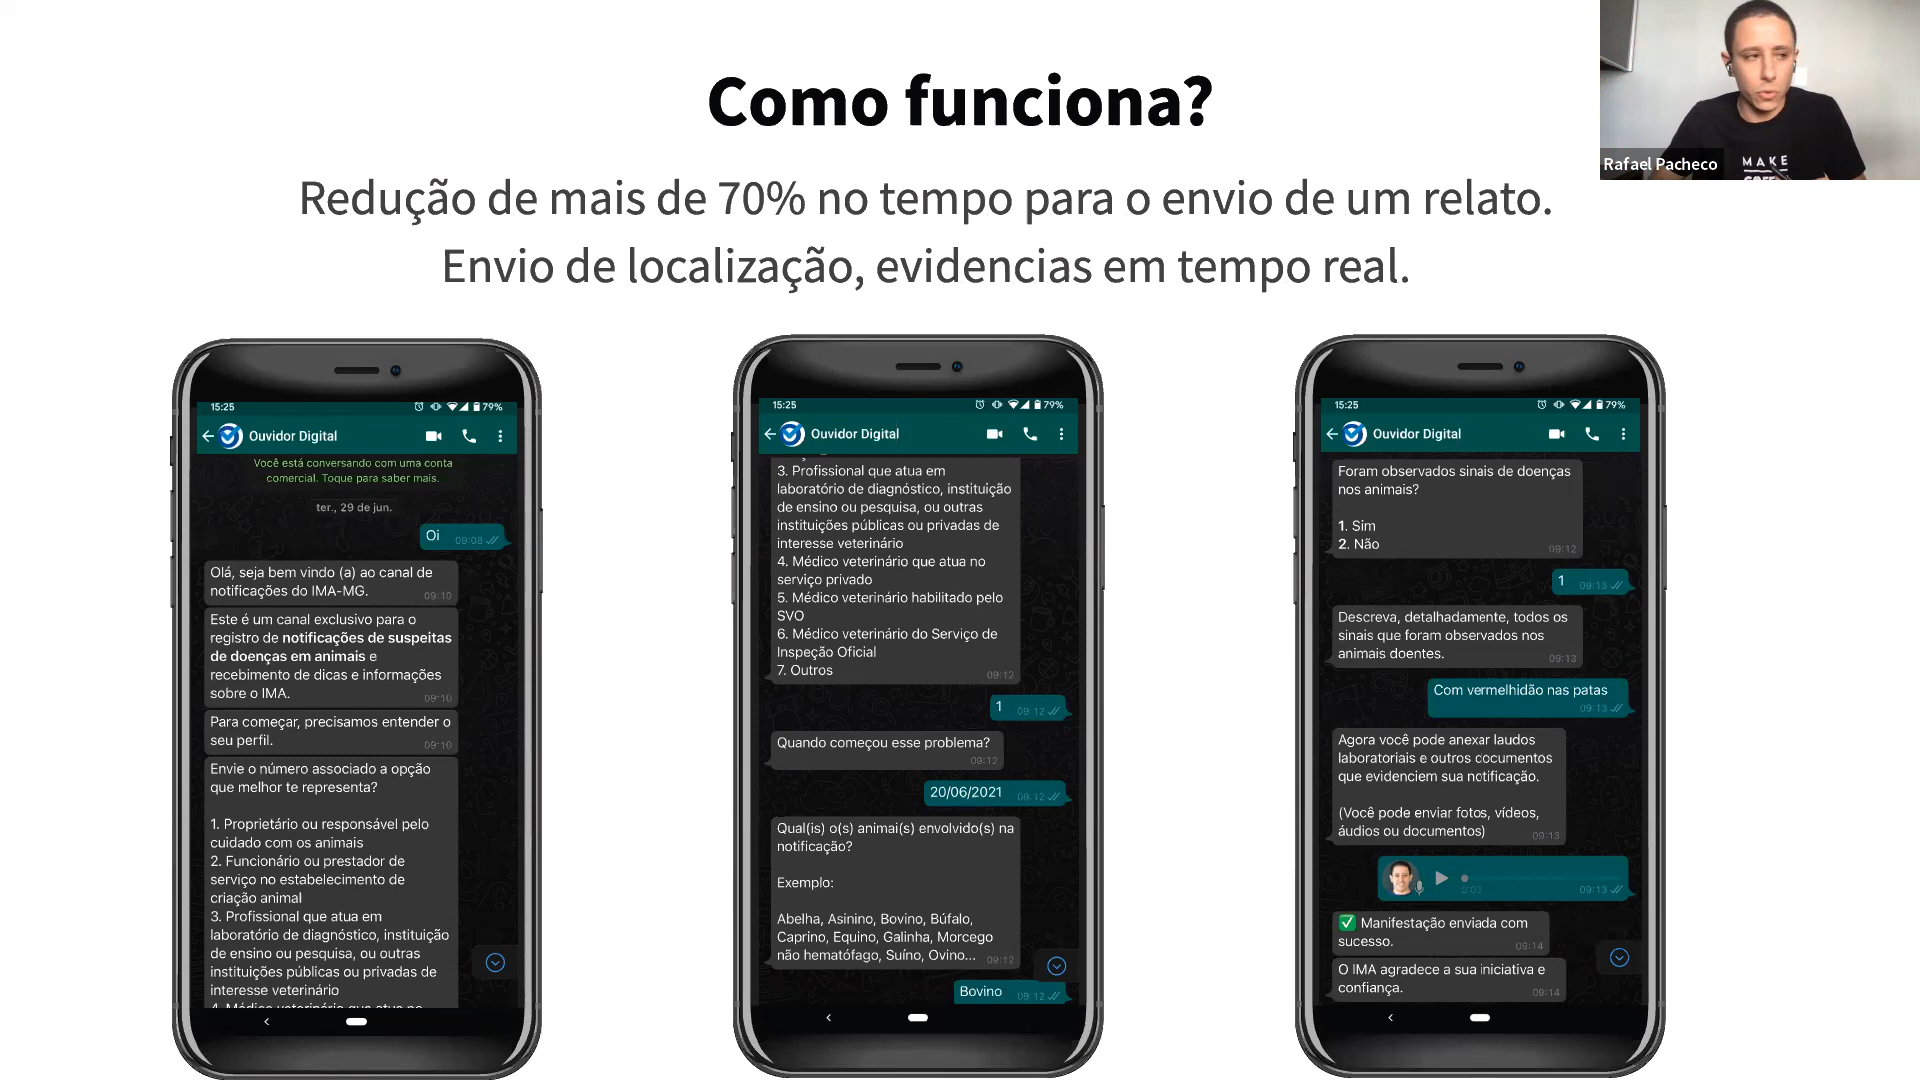 Como funciona?
Redução de mais de 70% no tempo para o envio de um relato.
Envio de localização, evidencias em tempo real.
Rafael Pacheco
MAKE
15:25
79%
Ouvidor Digital
Você está conversando com uma conta
comercial. Toque para saber mais.
ter., 29 de jun.
Oi 09:08
Olá, seja bem vindo (a) ao canal de
notificações do IMA-MG. 09:10
Este é um canal exclusivo para o
registro de notificações de suspeitas
de doenças em animais e
recebimento de dicas e informações
sobre o IMA. 09:10
Para começar, precisamos entender o
seu perfil. 09:10
Envie o número associado a opção
que melhor te representa?
1. Proprietário ou responsável pelo
cuidado com os animais
2. Funcionário ou prestador de
serviço no estabelecimento de
criação animal
3. Profissional que atua em
laboratório de diagnóstico, instituição
de ensino ou pesquisa, ou outras
instituições públicas ou privadas de
interesse veterinário
4. Médico veterinário que atua no
15:25
79%
Ouvidor Digital
3. Profissional que atua em
laboratório de diagnóstico, instituição
de ensino ou pesquisa, ou outras
instituições públicas ou privadas de
interesse veterinário
4. Médico veterinário que atua no
serviço privado
5. Médico veterinário habilitado pelo
SVO
6. Médico veterinário do Serviço de
Inspeção Oficial
7. Outros 09:12
1 09:12
Quando começou esse problema?
09:12
20/06/2021 09:12
Qual(is) o(s) animai(s) envolvido(s) na
notificação?
Exemplo:
Abelha, Asinino, Bovino, Búfalo,
Caprino, Equino, Galinha, Morcego
não hematófago, Suíno, Ovino... 09:12
Bovino 09:12
15:25
79%
Ouvidor Digital
Foram observados sinais de doenças
nos animais?
1. Sim
2. Não 09:12
1 09:13
Descreva, detalhadamente, todos os
sinais que foram observados nos
animais doentes. 09:13
Com vermelhidão nas patas
09:13
Agora você pode anexar laudos
laboratoriais e outros documentos
que evidenciem sua notificação.
(Você pode enviar fotos, vídeos,
áudios ou documentos) 09:13
0:03 09:13
Manifestação enviada com
sucesso. 09:14
O IMA agradece a sua iniciativa e
confiança. 09:14